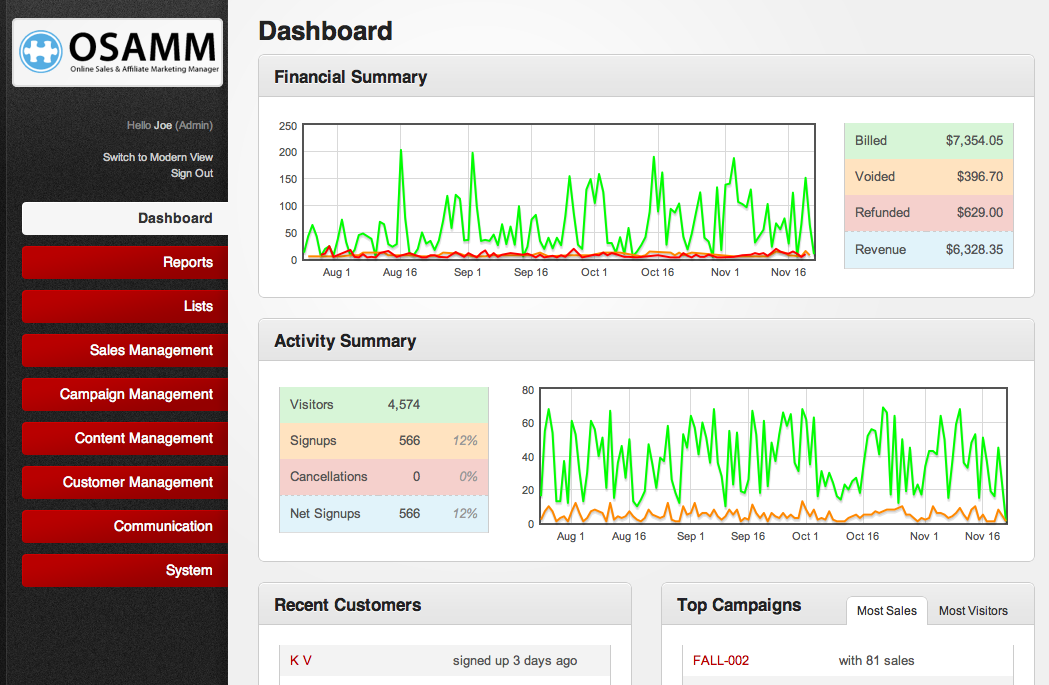 OSAMM
Online Sales & Affiliate Marketing Manager
Hello Joe (Admin)
Switch to Modern View
Sign Out
Dashboard
Reports
Lists
Sales Management
Campaign Management
Content Management
Customer Management
Communication
System
Dashboard
Financial Summary
250
200
150
100
50
0
Aug 1 Aug 16 Sep 1 Sep 16 Oct 1 Oct 16 Nov 1 Nov 16
Billed $7,354.05
Voided $396.70
Refunded $629.00
Revenue $6,328.35
Activity Summary
Visitors 4,574
Signups 566 12%
Cancellations 0 0%
Net Signups 566 12%
80
60
40
20
0
Aug 1 Aug 16 Sep 1 Sep 16 Oct 1 Oct 16 Nov 1 Nov 16
Recent Customers
K V signed up 3 days ago
Top Campaigns Most Sales Most Visitors
FALL-002 with 81 sales